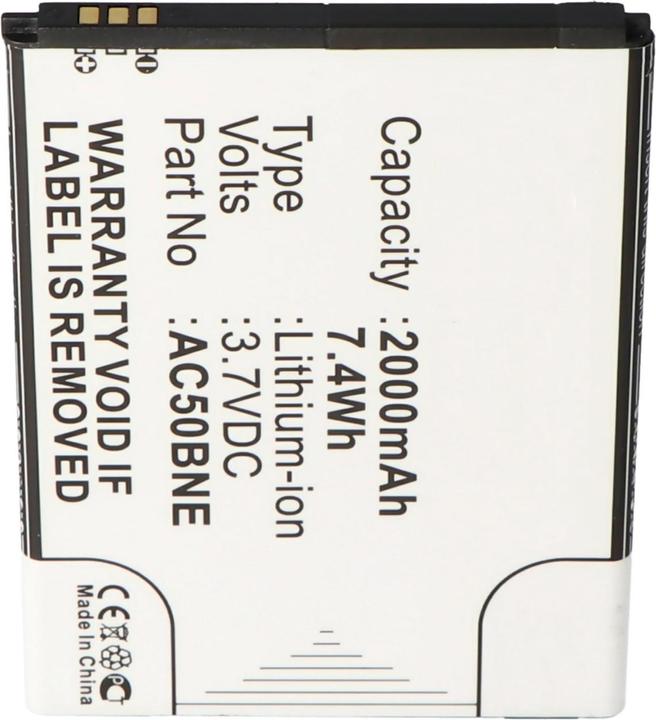 Capacity :2000mAh
7.4Wh
Type :Lithium-ion
Volts :3.7VDC
Part No :AC50BNE
WARRANTY VOID IF
LABEL IS REMOVED
CE
Made In China